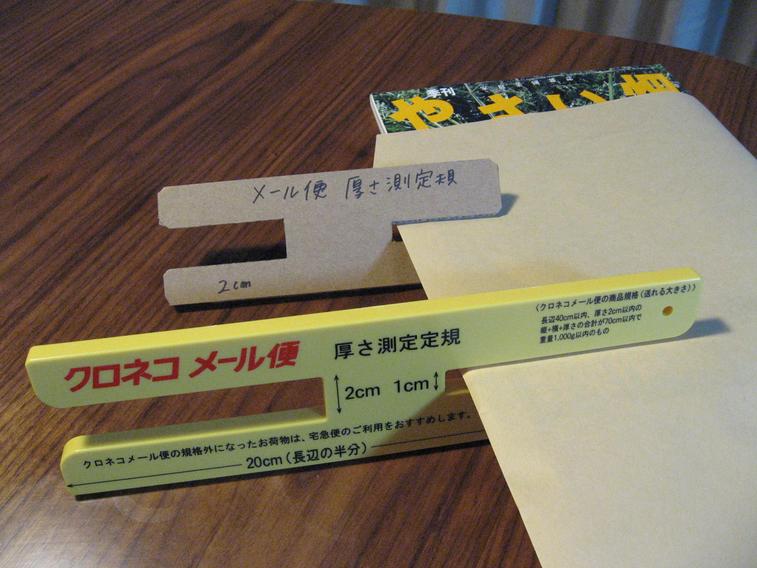 季刊
やさい畑
メール便 厚さ測定規
2cm
クロネコ メール便
厚さ測定定規
2cm 1cm
(クロネコメール便の商品規格(送れる大きさ))
長辺40cm以内、厚さ2cm以内の
縦+横+厚さの合計が70cm以内で
重量1,000g以内のもの
クロネコメール便の規格外になったお荷物は、宅急便のご利用をおすすめします。
20cm(長辺の半分)